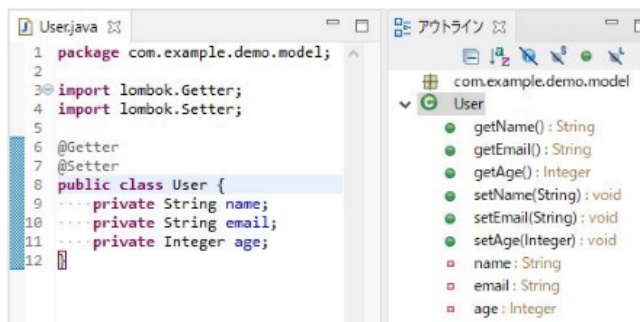 User.java
1 package com.example.demo.model;
2
3 import lombok.Getter;
4 import lombok.Setter;
5
6 @Getter
7 @Setter
8 public class User {
9 ····private String name;
10 ····private String email;
11 ····private Integer age;
12 }
アウトライン
com.example.demo.model
User
getName() : String
getEmail() : String
getAge() : Integer
setName(String) : void
setEmail(String) : void
setAge(Integer) : void
name : String
email : String
age : Integer